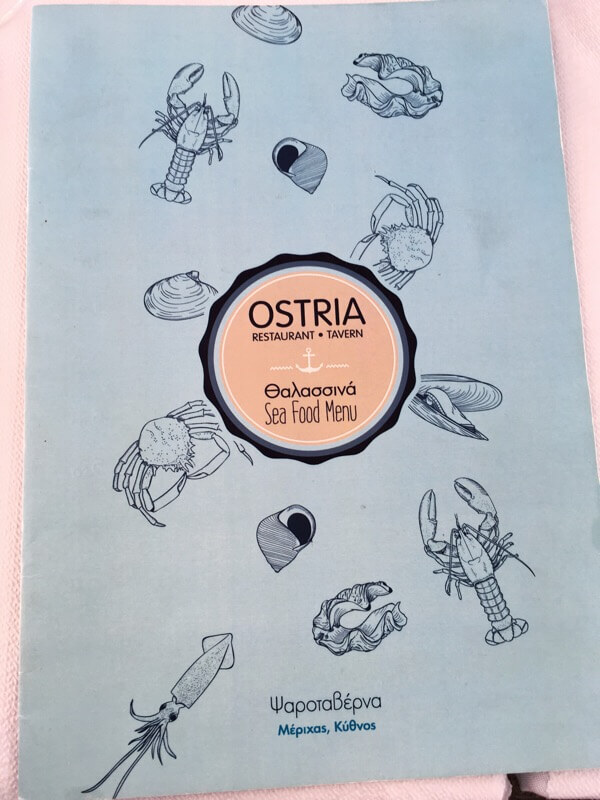 OSTRIA
RESTAURANT • TAVERN
Θαλασσινά
Sea Food Menu
Ψαροταβέρνα
Μέριχας, Κύθνος